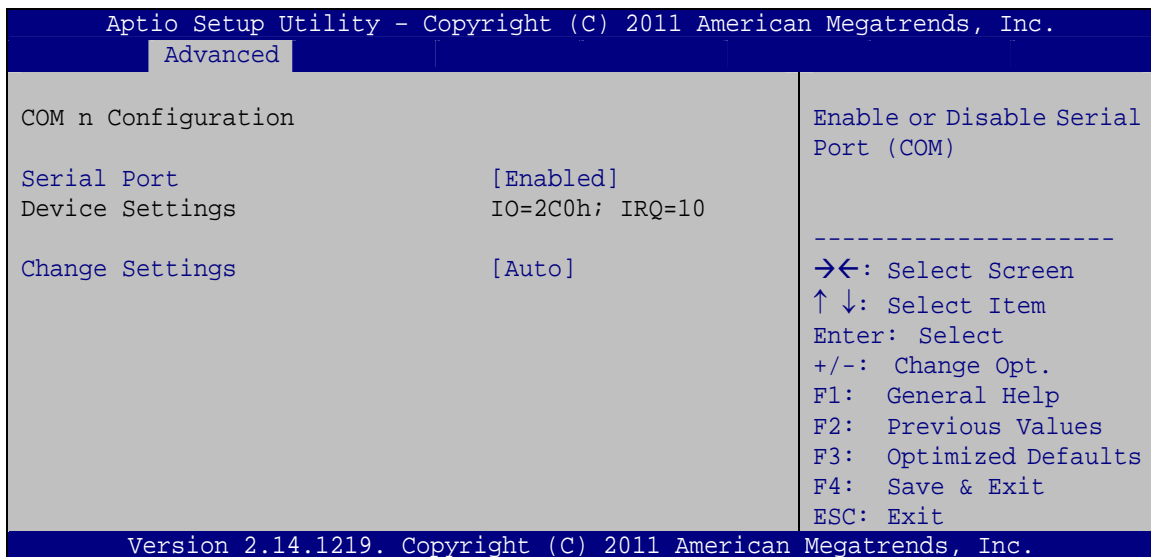 Aptio Setup Utility – Copyright (C) 2011 American Megatrends, Inc.
Advanced
COM n Configuration
Serial Port [Enabled]
Device Settings IO=2C0h; IRQ=10
Change Settings [Auto]
Enable or Disable Serial
Port (COM)
---------------------
→←: Select Screen
↑ ↓: Select Item
Enter: Select
+/-: Change Opt.
F1: General Help
F2: Previous Values
F3: Optimized Defaults
F4: Save & Exit
ESC: Exit
Version 2.14.1219. Copyright (C) 2011 American Megatrends, Inc.